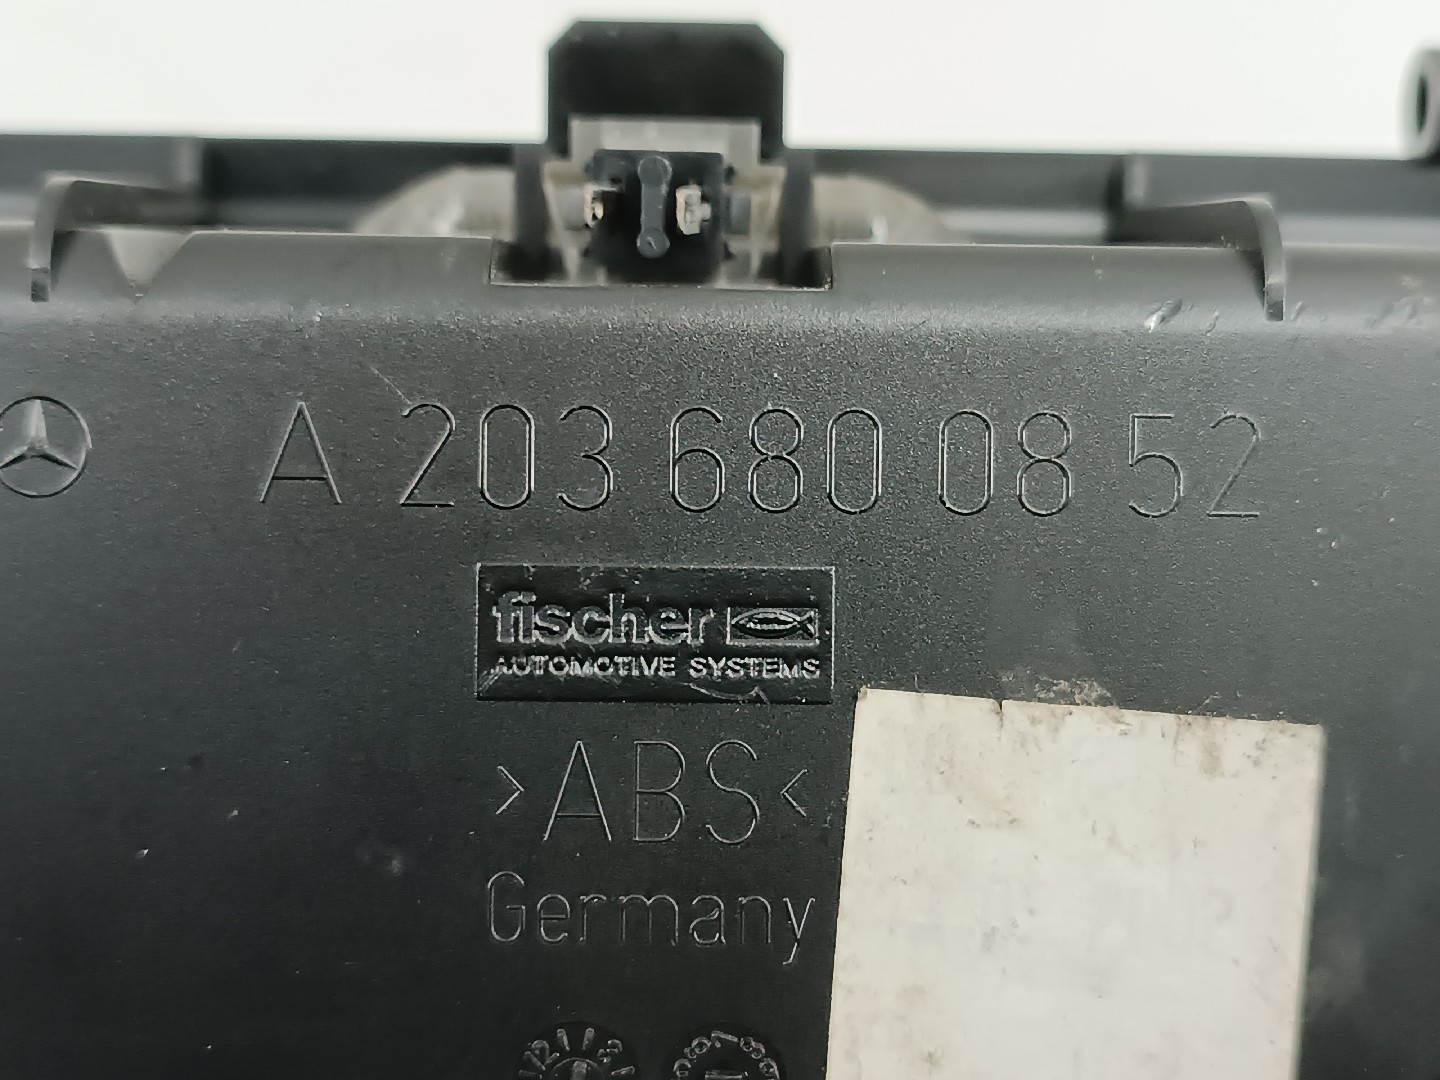 A 203 680 08 52
fischer
AUTOMOTIVE SYSTEMS
>ABS<
Germany